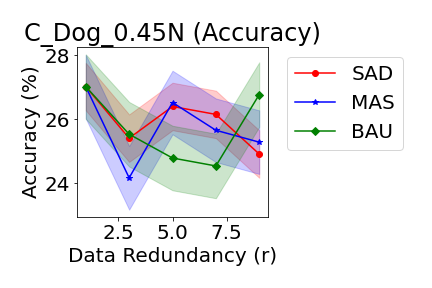 C_Dog_0.45N (Accuracy)
28
26
24
Accuracy (%)
2.5 5.0 7.5
Data Redundancy (r)
SAD
MAS
BAU